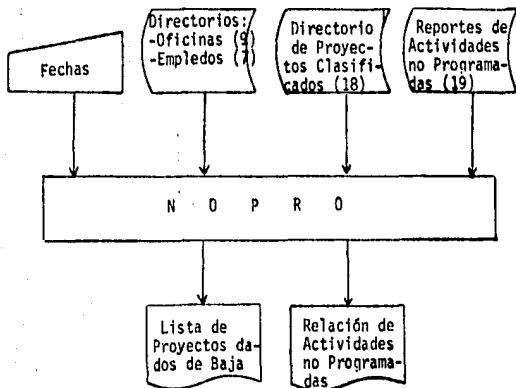 Fechas
Directorios:
-Oficinas (9)
-Empledos (7)
Directorio
de Proyec-
tos Clasifi-
cados (18)
Reportes de
Actividades
no Programa-
das (19)
N O P R O
Lista de
Proyectos da-
dos de Baja
Relación de
Actividades
no Programa-
das